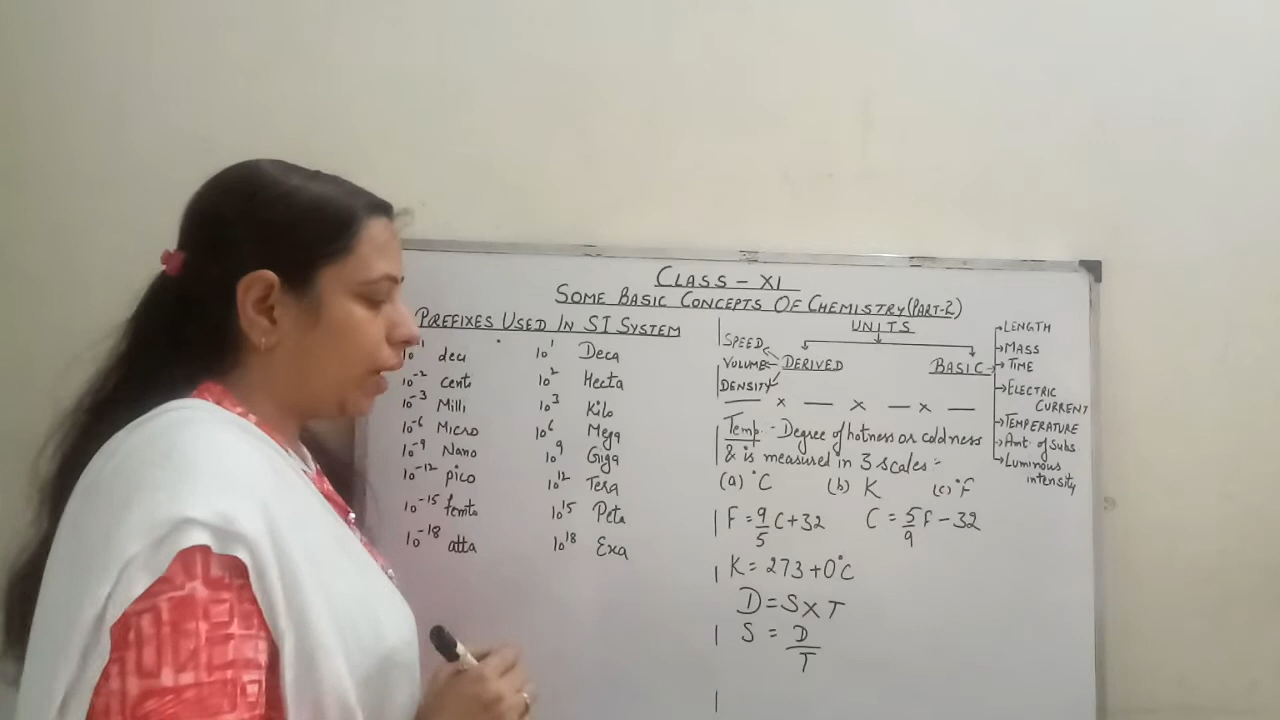 CLASS – XI
SOME BASIC CONCEPTS OF CHEMISTRY (PART-2)
PREFIXES USED IN SI SYSTEM
10⁻¹ deci 10¹ Deca
10⁻² centi 10² Hecta
10⁻³ Milli 10³ Kilo
10⁻⁶ Micro 10⁶ Mega
10⁻⁹ Nano 10⁹ Giga
10⁻¹² pico 10¹² Tera
10⁻¹⁵ femto 10¹⁵ Peta
10⁻¹⁸ atta 10¹⁸ Exa
UNITS
DERIVED
SPEED
VOLUME
DENSITY
BASIC
LENGTH
MASS
TIME
ELECTRIC
CURRENT
TEMPERATURE
Amt. of Subs.
Luminous
intensity
Temp. - Degree of hotness or coldness
& is measured in 3 scales :-
(a) °C (b) K (c) °F
F = 9/5 C + 32 C = 5/9 F – 32
K = 273 + 0°C
D = S × T
S = D/T